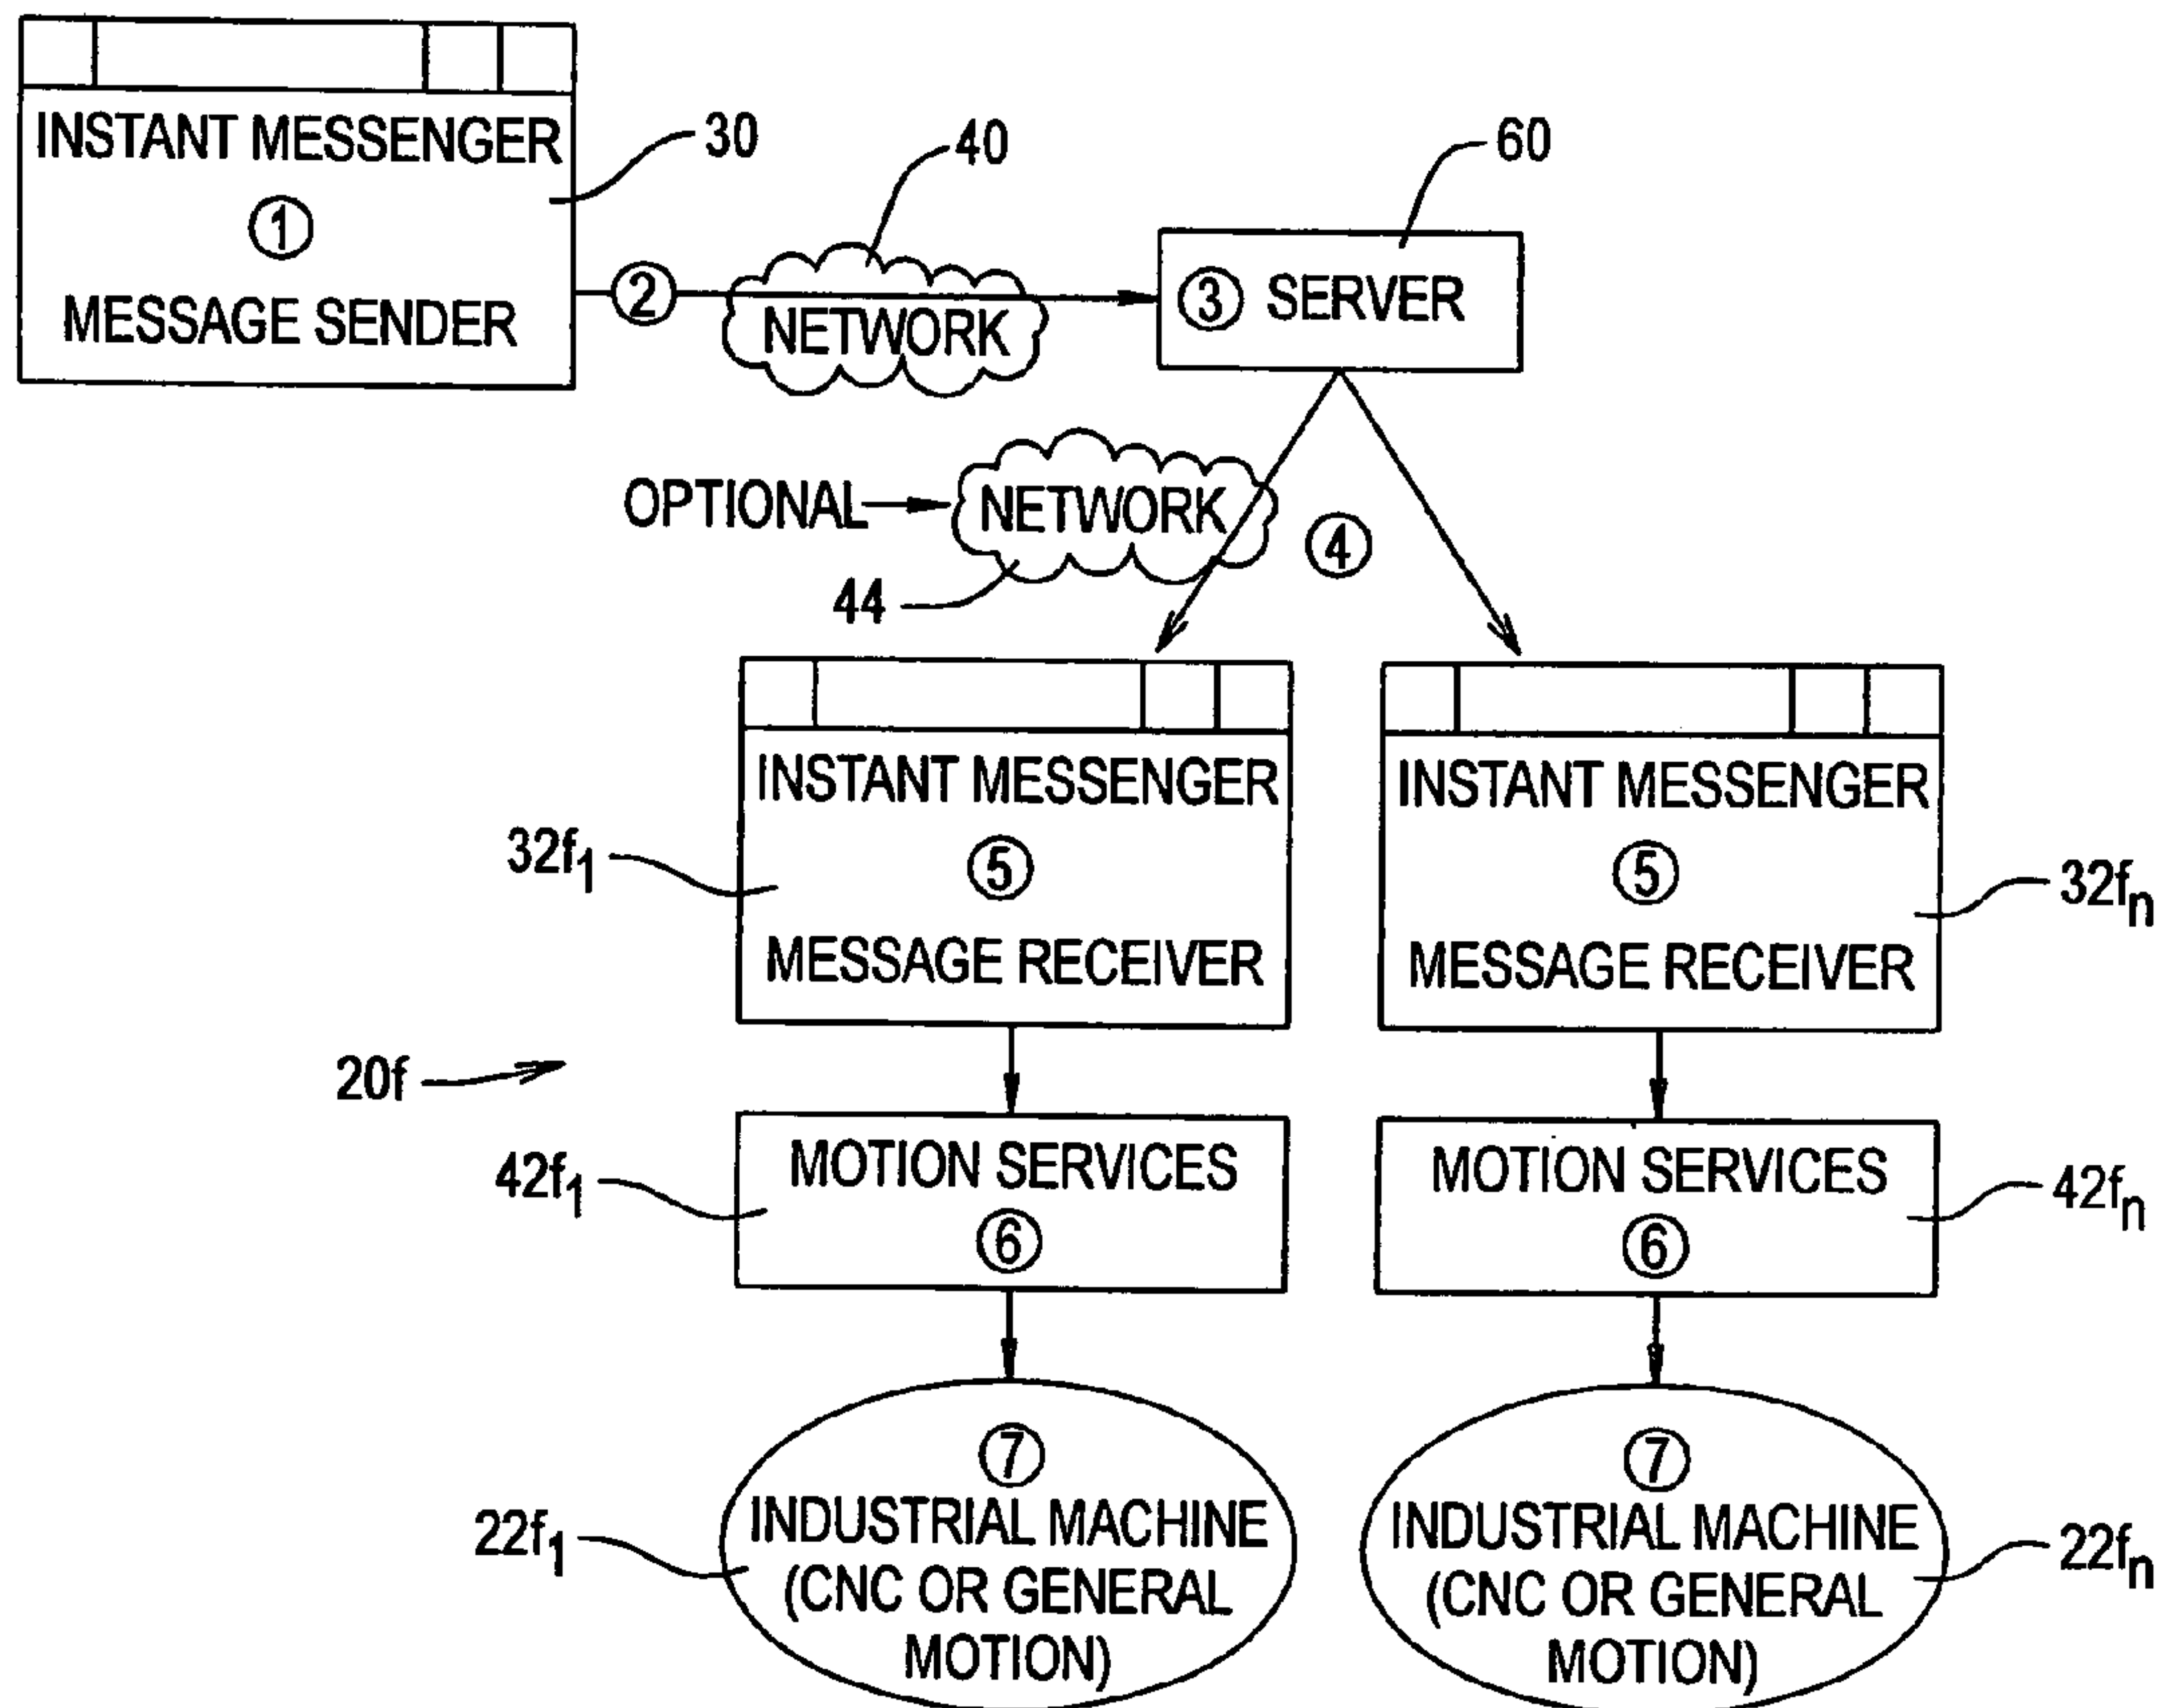 INSTANT MESSENGER
①
MESSAGE SENDER
30
②
40
NETWORK
60
③ SERVER
OPTIONAL
NETWORK
44
④
INSTANT MESSENGER
⑤
MESSAGE RECEIVER
32f1
INSTANT MESSENGER
⑤
MESSAGE RECEIVER
32fn
20f
MOTION SERVICES
⑥
42f1
MOTION SERVICES
⑥
42fn
⑦
INDUSTRIAL MACHINE
(CNC OR GENERAL
MOTION)
22f1
⑦
INDUSTRIAL MACHINE
(CNC OR GENERAL
MOTION)
22fn